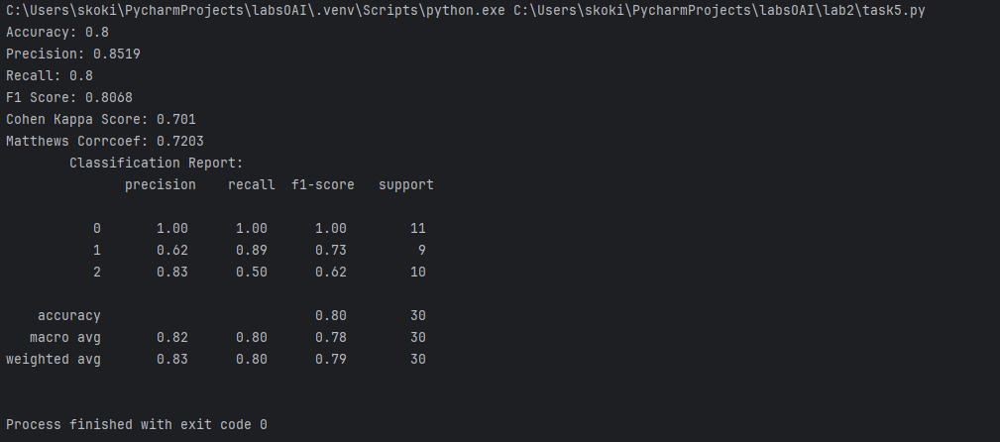 C:\Users\skoki\PycharmProjects\labsOAI\.venv\Scripts\python.exe C:\Users\skoki\PycharmProjects\labsOAI\lab2\task5.py
Accuracy: 0.8
Precision: 0.8519
Recall: 0.8
F1 Score: 0.8068
Cohen Kappa Score: 0.701
Matthews Corrcoef: 0.7203
Classification Report:
precision recall f1-score support
0 1.00 1.00 1.00 11
1 0.62 0.89 0.73 9
2 0.83 0.50 0.62 10
accuracy 0.80 30
macro avg 0.82 0.80 0.78 30
weighted avg 0.83 0.80 0.79 30
Process finished with exit code 0